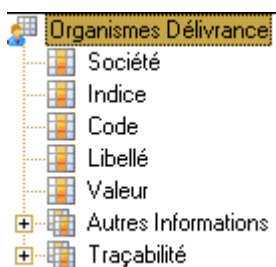 Organismes Délivrance
Société
Indice
Code
Libellé
Valeur
Autres Informations
Traçabilité